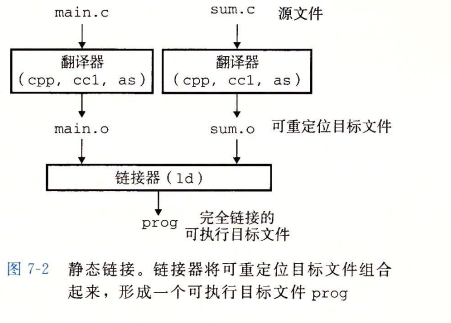 main.c sum.c 源文件
翻译器 翻译器
(cpp, cc1, as) (cpp, cc1, as)
main.o sum.o 可重定位目标文件
链接器(ld)
prog 完全链接的
可执行目标文件
图 7-2 静态链接。链接器将可重定位目标文件组合
起来,形成一个可执行目标文件 prog